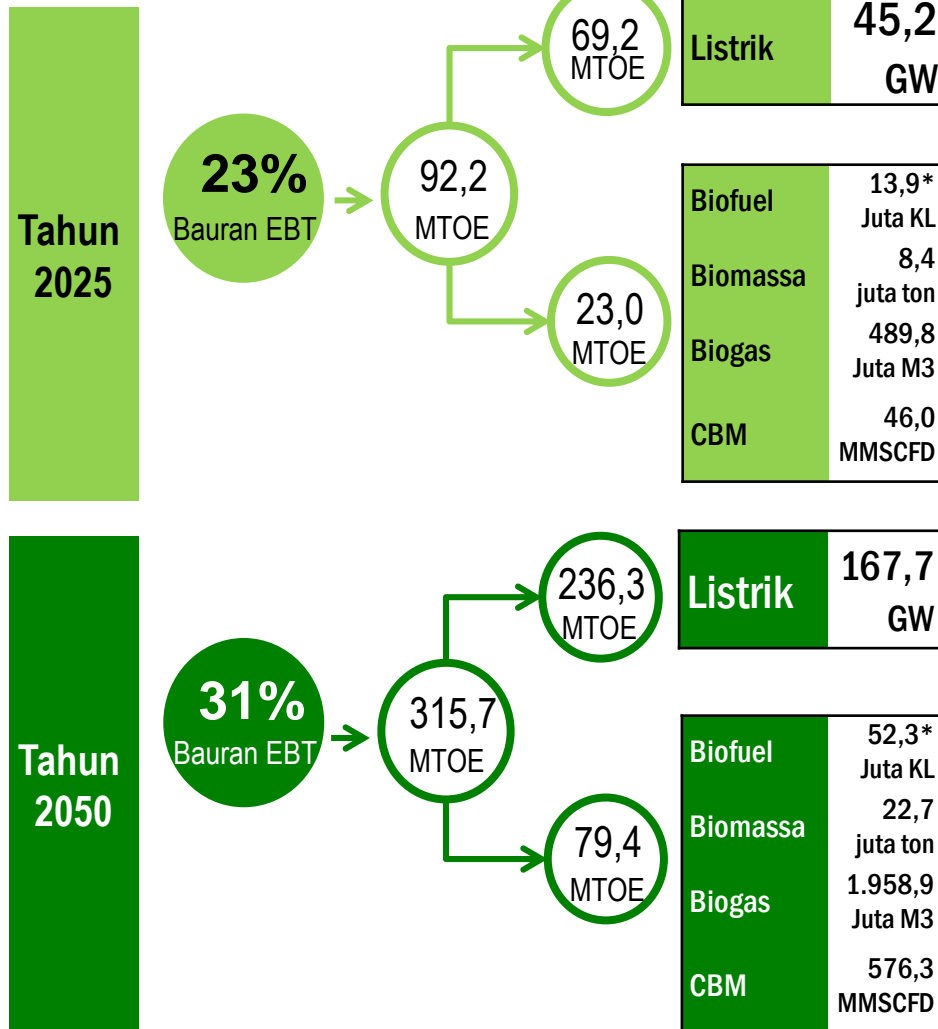 Tahun
2025
23%
Bauran EBT
92,2
MTOE
69,2
MTOE
Listrik
45,2
GW
23,0
MTOE
Biofuel
13,9*
Juta KL
Biomassa
8,4
juta ton
Biogas
489,8
Juta M3
CBM
46,0
MMSCFD
Tahun
2050
31%
Bauran EBT
315,7
MTOE
236,3
MTOE
Listrik
167,7
GW
79,4
MTOE
Biofuel
52,3*
Juta KL
Biomassa
22,7
juta ton
Biogas
1.958,9
Juta M3
CBM
576,3
MMSCFD